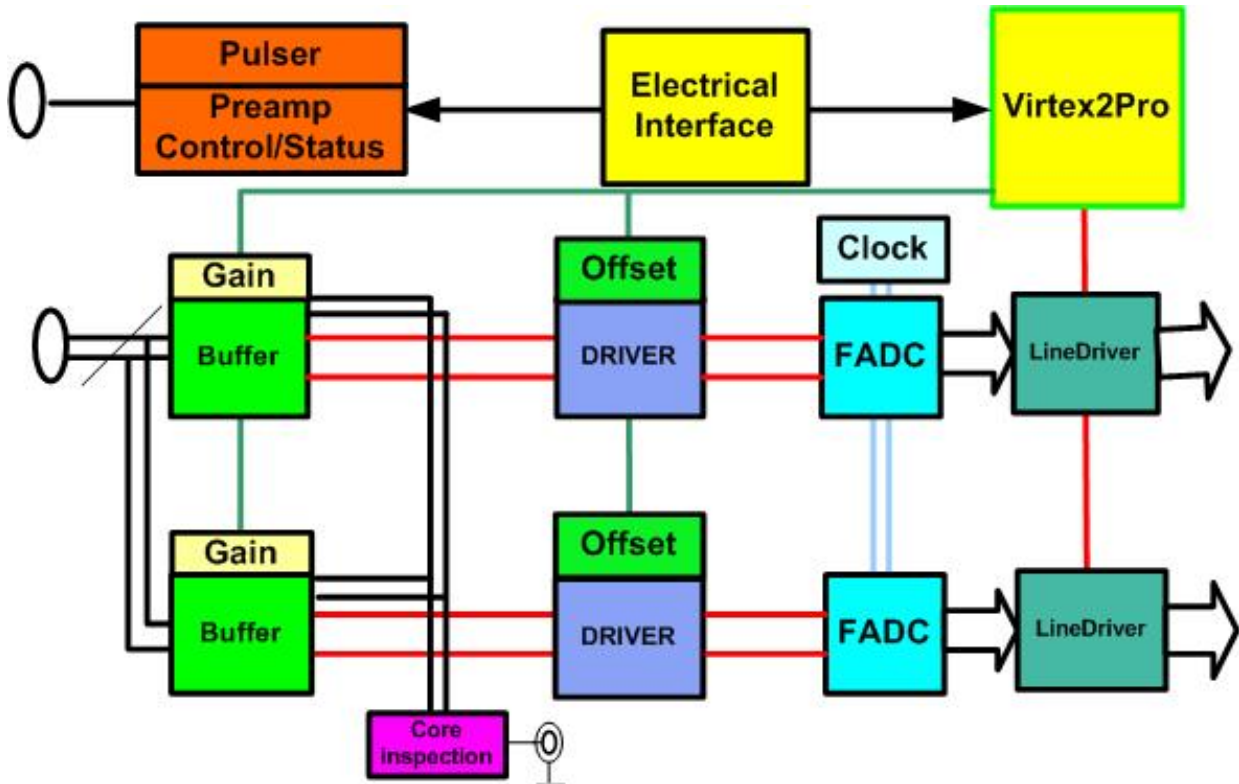 Pulser
Preamp
Control/Status
Electrical
Interface
Virtex2Pro
Gain
Buffer
Offset
DRIVER
Clock
FADC
LineDriver
Gain
Buffer
Offset
DRIVER
FADC
LineDriver
Core
inspection